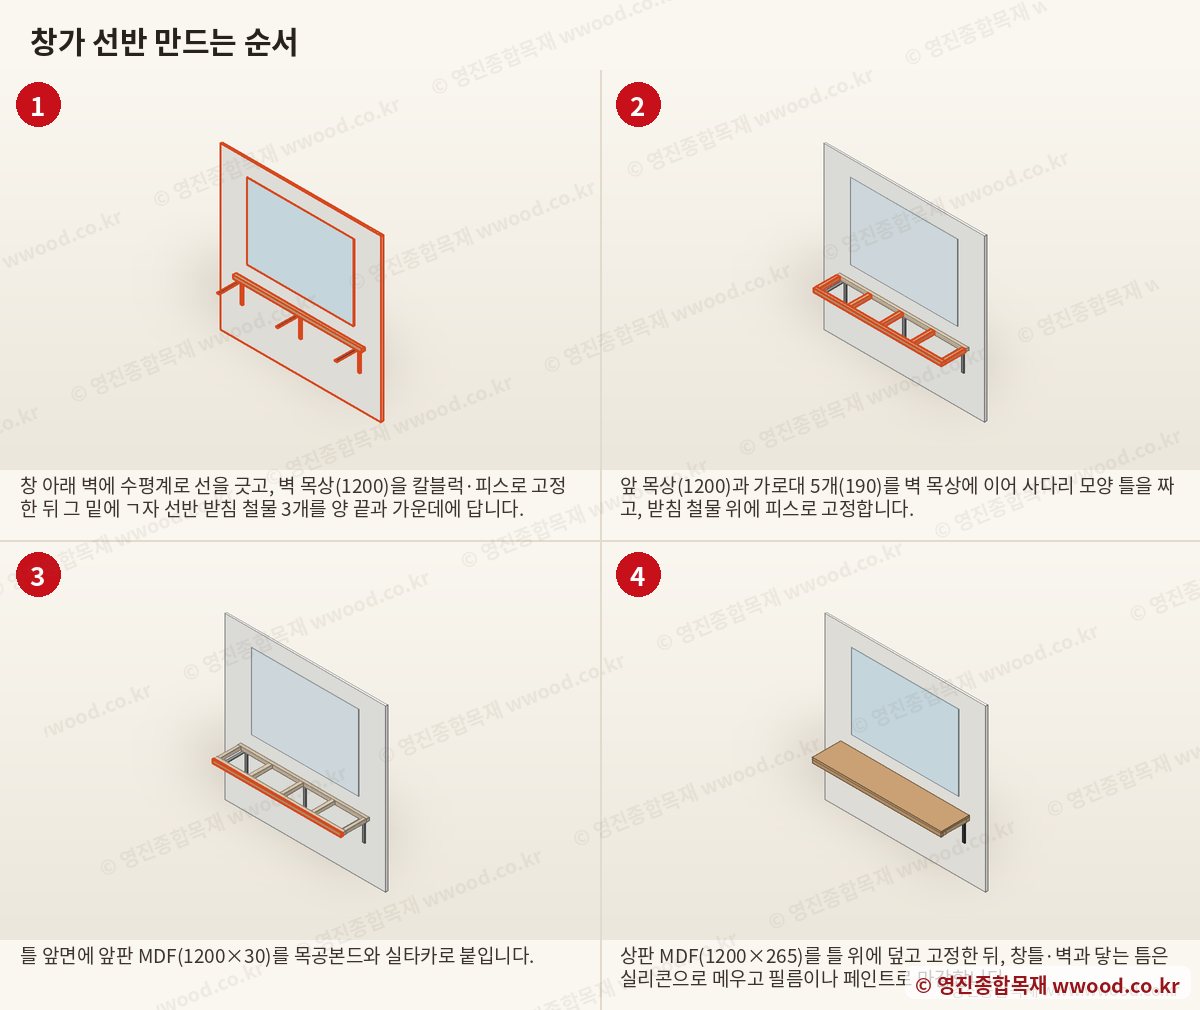 창가 선반 만드는 순서
1
창 아래 벽에 수평계로 선을 긋고, 벽 목상(1200)을 칼블럭·피스로 고정
한 뒤 그 밑에 ㄱ자 선반 받침 철물 3개를 양 끝과 가운데에 답니다.
2
앞 목상(1200)과 가로대 5개(190)를 벽 목상에 이어 사다리 모양 틀을 짜
고, 받침 철물 위에 피스로 고정합니다.
3
틀 앞면에 앞판 MDF(1200×30)를 목공본드와 실타카로 붙입니다.
4
상판 MDF(1200×265)를 틀 위에 덮고 고정한 뒤, 창틀·벽과 닿는 틈은
실리콘으로 메우고 필름이나 페인트로
© 영진종합목재 wwood.co.kr